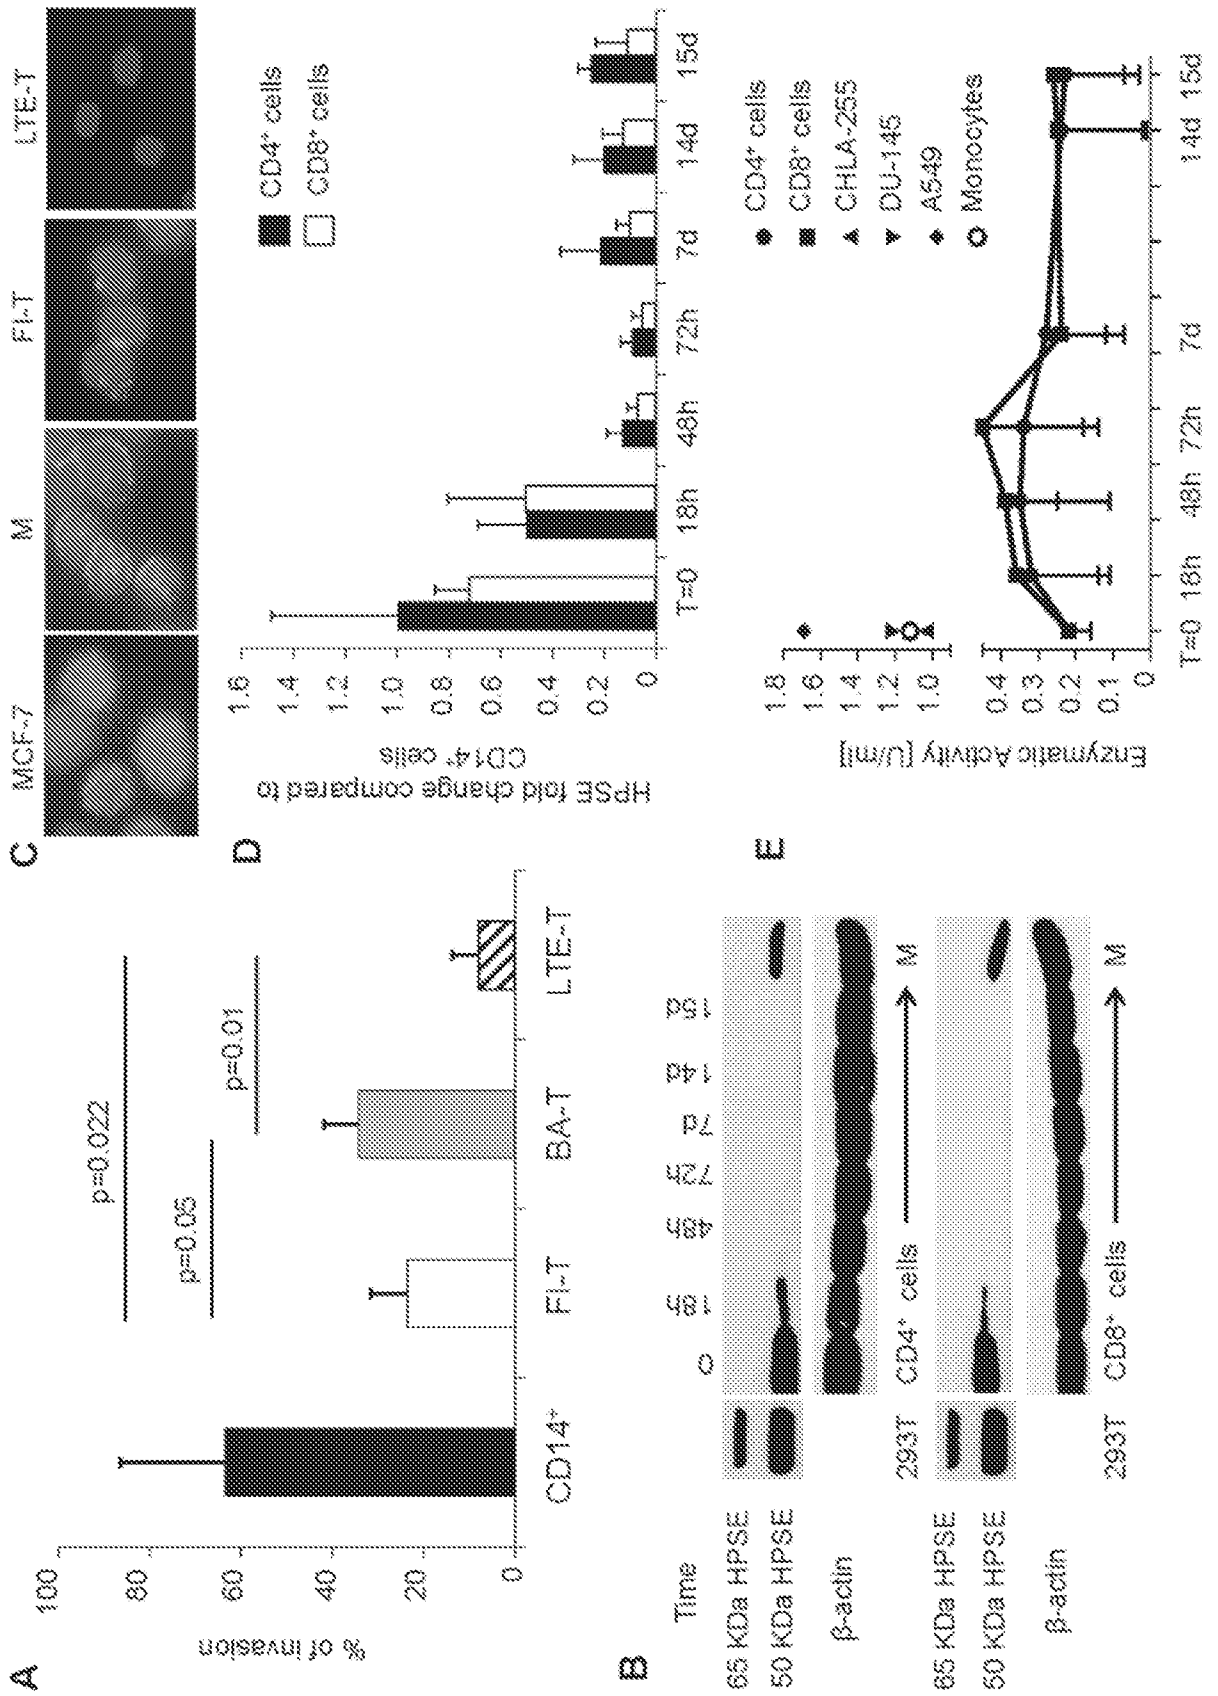 A
% of invasion
100
80
60
40
20
0
p=0.022
p=0.05
p=0.01
CD14⁺
FI-T
BA-T
LTE-T
B
Time
0
18h
48h
72h
7d
14d
15d
65 KDa HPSE
50 KDa HPSE
β-actin
293T
CD4⁺ cells
M
65 KDa HPSE
50 KDa HPSE
β-actin
293T
CD8⁺ cells
M
C
MCF-7
M
FI-T
LTE-T
D
HPSE fold change compared to
CD14⁺ cells
1.6
1.4
1.2
1.0
0.8
0.6
0.4
0.2
0
CD4⁺ cells
CD8⁺ cells
T=0
18h
48h
72h
7d
14d
15d
E
Enzymatic Activity [U/ml]
1.8
1.6
1.4
1.2
1.0
0.4
0.3
0.2
0.1
0
CD4⁺ cells
CD8⁺ cells
CHLA-255
DU-145
A549
Monocytes
T=0
18h
48h
72h
7d
14d
15d